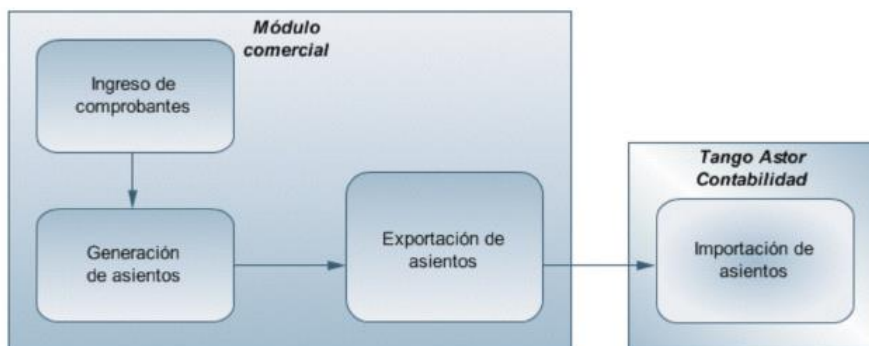 Módulo
comercial
Ingreso de
comprobantes
Generación
de asientos
Exportación de
asientos
Tango Astor
Contabilidad
Importación de
asientos